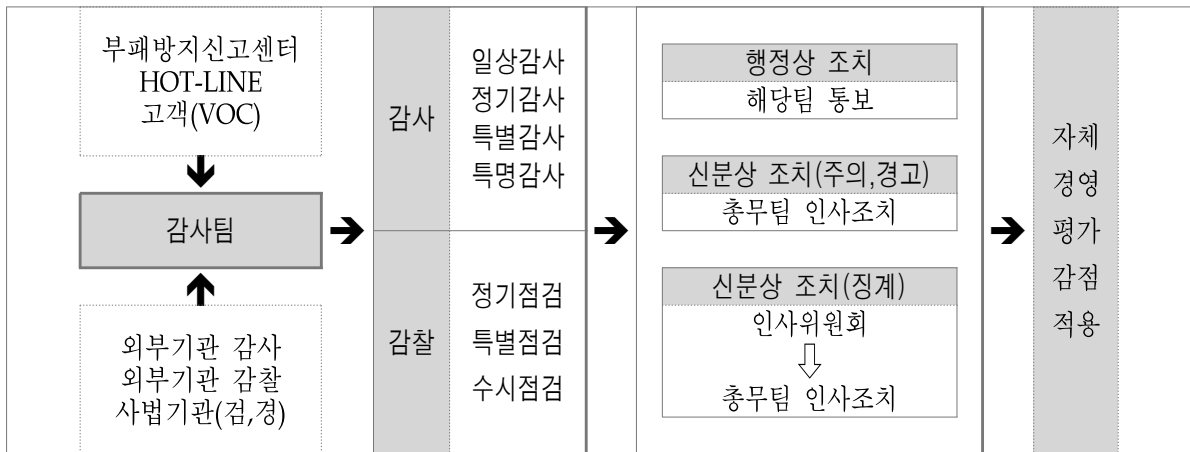 부패방지신고센터
HOT-LINE
고객(VOC)
감사팀
외부기관 감사
외부기관 감찰
사법기관(검,경)
감사
일상감사
정기감사
특별감사
특명감사
감찰
정기점검
특별점검
수시점검
행정상 조치
해당팀 통보
신분상 조치(주의,경고)
총무팀 인사조치
신분상 조치(징계)
인사위원회
총무팀 인사조치
자체
경영
평가
감점
적용